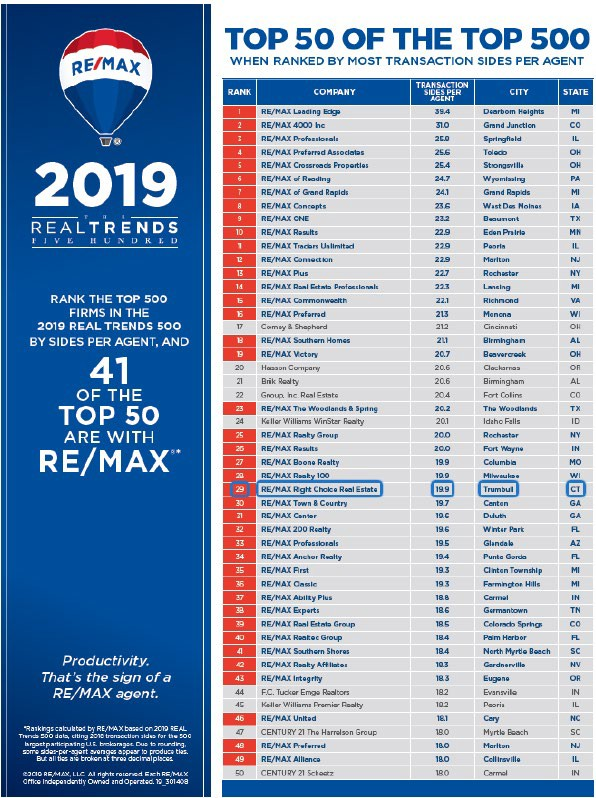 RE/MAX
2019
THE
REALTRENDS
FIVE HUNDRED
RANK THE TOP 500
FIRMS IN THE
2019 REAL TRENDS 500
BY SIDES PER AGENT, AND
41
OF THE
TOP 50
ARE WITH
RE/MAX®*
Productivity.
That's the sign of a
RE/MAX agent.
*Rankings calculated by RE/MAX based on 2019 REAL
Trends 500 data, citing 2018 transaction sides for the 500
largest participating U.S. brokerages. Due to rounding,
some sides-per-agent averages appear to produce ties.
But all ties are broken at three decimal places.
©2019 RE/MAX, LLC. All rights reserved. Each RE/MAX
Office Independently Owned and Operated. 19_301408
TOP 50 OF THE TOP 500
WHEN RANKED BY MOST TRANSACTION SIDES PER AGENT
RANK COMPANY TRANSACTION SIDES PER AGENT CITY STATE
1 RE/MAX Leading Edge 39.4 Dearborn Heights MI
2 RE/MAX 4000 Inc 31.0 Grand Junction CO
3 RE/MAX Professionals 25.9 Springfield IL
4 RE/MAX Preferred Associates 25.6 Toledo OH
5 RE/MAX Crossroads Properties 25.4 Strongsville OH
6 RE/MAX of Reading 24.7 Wyomissing PA
7 RE/MAX of Grand Rapids 24.1 Grand Rapids MI
8 RE/MAX Concepts 23.6 West Des Moines IA
9 RE/MAX ONE 23.2 Beaumont TX
10 RE/MAX Results 22.9 Eden Prairie MN
11 RE/MAX Traders Unlimited 22.9 Peoria IL
12 RE/MAX Connection 22.9 Marlton NJ
13 RE/MAX Plus 22.7 Rochester NY
14 RE/MAX Real Estate Professionals 22.3 Lansing MI
15 RE/MAX Commonwealth 22.1 Richmond VA
16 RE/MAX Preferred 21.3 Monona WI
17 Comey & Shepherd 21.2 Cincinnati OH
18 RE/MAX Southern Homes 21.1 Birmingham AL
19 RE/MAX Victory 20.7 Beavercreek OH
20 Hasson Company 20.6 Clackamas OR
21 Brik Realty 20.6 Birmingham AL
22 Group, Inc. Real Estate 20.4 Fort Collins CO
23 RE/MAX The Woodlands & Spring 20.2 The Woodlands TX
24 Keller Williams WinStar Realty 20.1 Idaho Falls ID
25 RE/MAX Realty Group 20.0 Rochester NY
26 RE/MAX Results 20.0 Fort Wayne IN
27 RE/MAX Boone Realty 19.9 Columbia MO
28 RE/MAX Realty 100 19.9 Milwaukee WI
29 RE/MAX Right Choice Real Estate 19.9 Trumbull CT
30 RE/MAX Town & Country 19.7 Canton GA
31 RE/MAX Center 19.6 Duluth GA
32 RE/MAX 200 Realty 19.6 Winter Park FL
33 RE/MAX Professionals 19.5 Glendale AZ
34 RE/MAX Anchor Realty 19.4 Punta Gorda FL
35 RE/MAX First 19.3 Clinton Township MI
36 RE/MAX Classic 19.3 Farmington Hills MI
37 RE/MAX Ability Plus 18.8 Carmel IN
38 RE/MAX Experts 18.6 Germantown TN
39 RE/MAX Real Estate Group 18.5 Colorado Springs CO
40 RE/MAX Realtec Group 18.4 Palm Harbor FL
41 RE/MAX Southern Shores 18.4 North Myrtle Beach SC
42 RE/MAX Realty Affiliates 18.3 Gardnerville NV
43 RE/MAX Integrity 18.3 Eugene OR
44 F.C. Tucker Emge Realtors 18.2 Evansville IN
45 Keller Williams Premier Realty 18.2 Peoria IL
46 RE/MAX United 18.1 Cary NC
47 CENTURY 21 The Harrelson Group 18.0 Myrtle Beach SC
48 RE/MAX Preferred 18.0 Marlton NJ
49 RE/MAX Alliance 18.0 Collinsville IL
50 CENTURY 21 Scheetz 18.0 Carmel IN